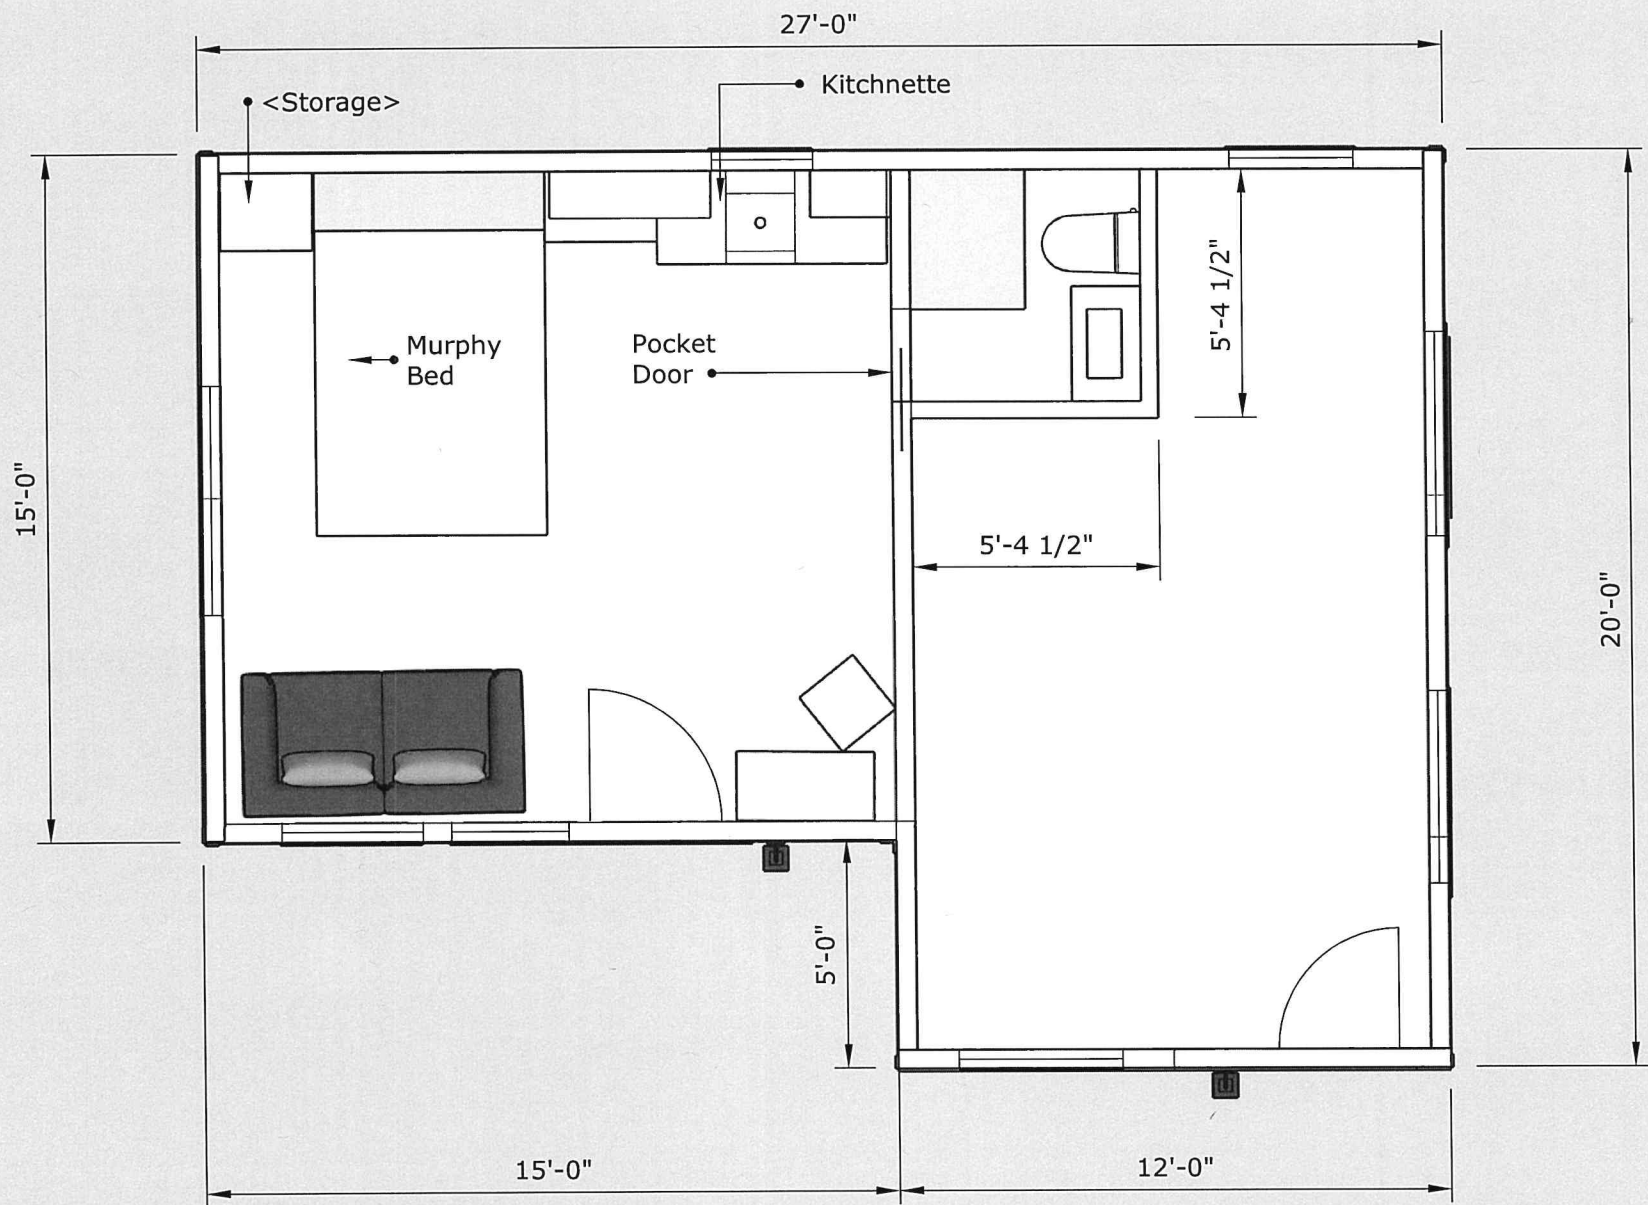 27'-0"
Kitchnette
<Storage>
5'-4 1/2"
Murphy
Bed
Pocket
Door
15'-0"
5'-4 1/2"
20'-0"
5'-0"
15'-0"
12'-0"